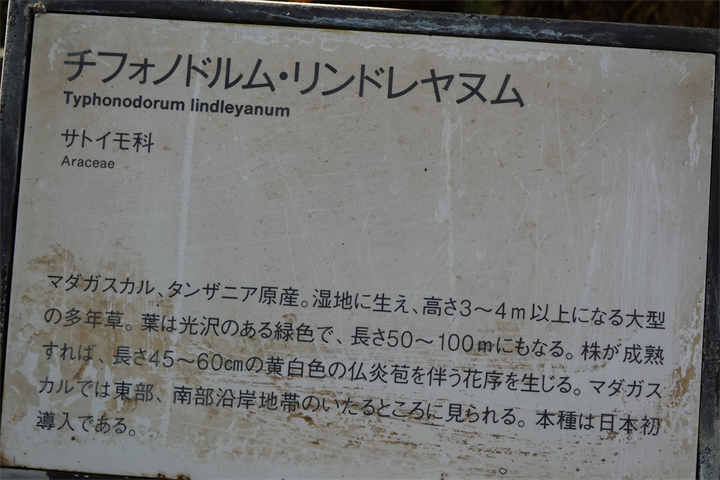 チフォノドルム・リンドレヤヌム
Typhonodorum lindleyanum
サトイモ科
Araceae
マダガスカル、タンザニア原産。湿地に生え、高さ3〜4m以上になる大型
の多年草。葉は光沢のある緑色で、長さ50〜100mにもなる。株が成熟
すれば、長さ45〜60cmの黄白色の仏炎苞を伴う花序を生じる。マダガス
カルでは東部、南部沿岸地帯のいたるところに見られる。本種は日本初
導入である。